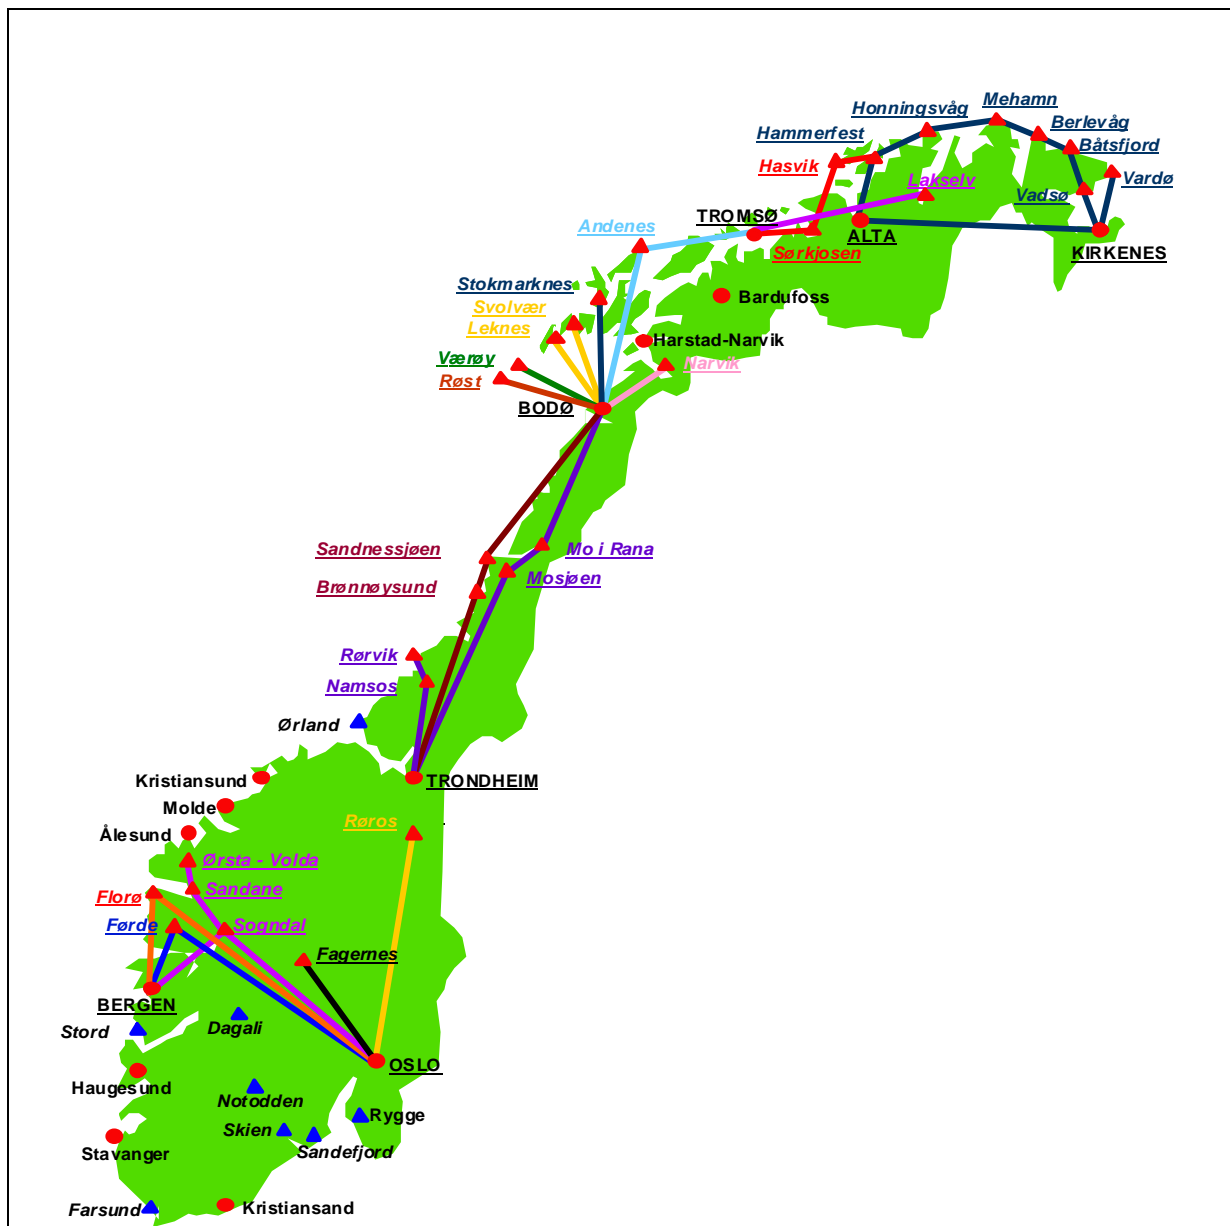 Mehamn
Honningsvåg
Berlevåg
Hammerfest
Båtsfjord
Hasvik
Lakselv
Vardø
Vadsø
TROMSØ
Andenes
ALTA
Sørkjosen
KIRKENES
Stokmarknes
Bardufoss
Svolvær
Leknes
Harstad-Narvik
Værøy
Narvik
Røst
BODØ
Sandnessjøen
Mo i Rana
Mosjøen
Brønnøysund
Rørvik
Namsos
Ørland
Kristiansund
TRONDHEIM
Molde
Røros
Ålesund
Ørsta - Volda
Sandane
Florø
Førde
Sogndal
Fagernes
BERGEN
Stord
Dagali
OSLO
Haugesund
Notodden
Rygge
Skien
Sandefjord
Stavanger
Farsund
Kristiansand